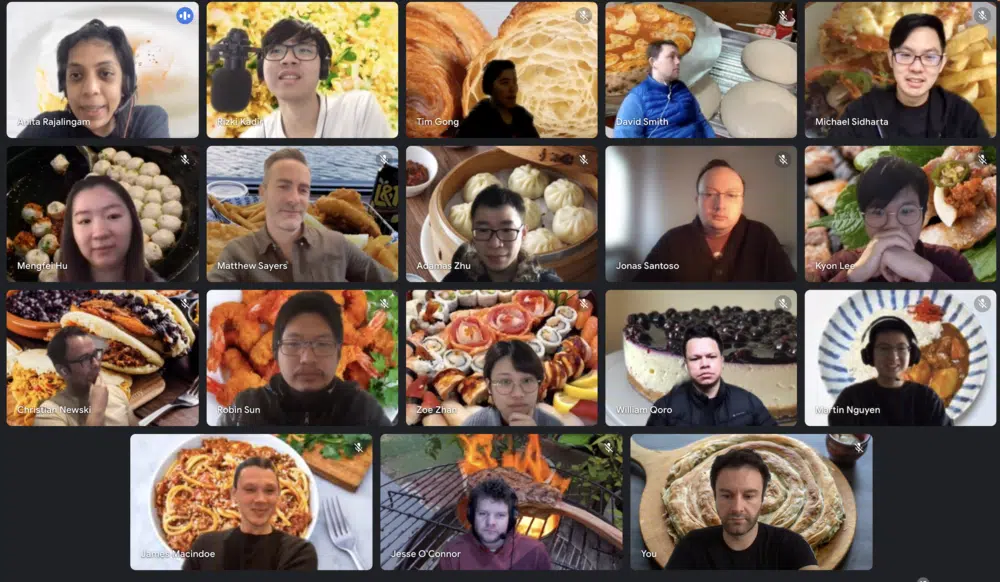 Anita Rajalingam
Rizki Kadir
Tim Gong
David Smith
Michael Sidharta
Mengfei Hu
Matthew Sayers
Adamas Zhu
Jonas Santoso
Kyon Lee
Christian Newski
Robin Sun
Zoe Zhan
William Qoro
Martin Nguyen
James Macindoe
Jesse O'Connor
You